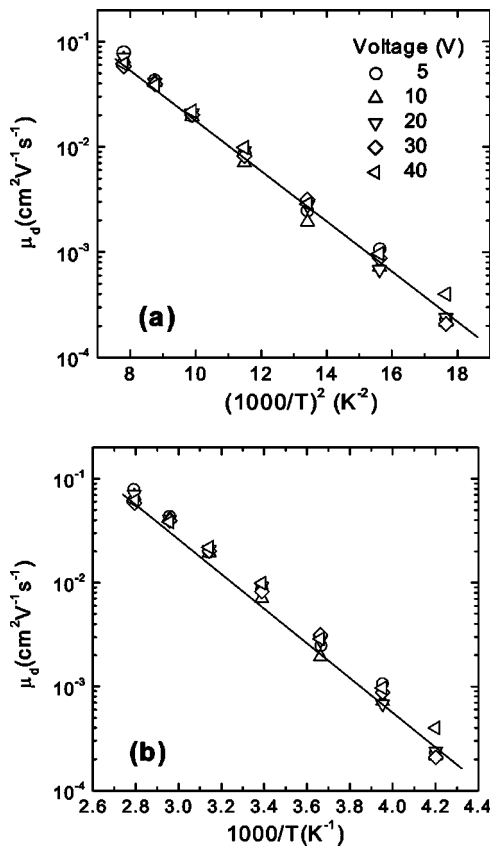 Voltage (V)
5
10
20
30
40
10⁻¹
10⁻²
10⁻³
10⁻⁴
μd(cm²V⁻¹s⁻¹)
(a)
8 10 12 14 16 18
(1000/T)² (K⁻²)
10⁰
10⁻¹
10⁻²
10⁻³
10⁻⁴
μd(cm²V⁻¹s⁻¹)
(b)
2.6 2.8 3.0 3.2 3.4 3.6 3.8 4.0 4.2 4.4
1000/T(K⁻¹)